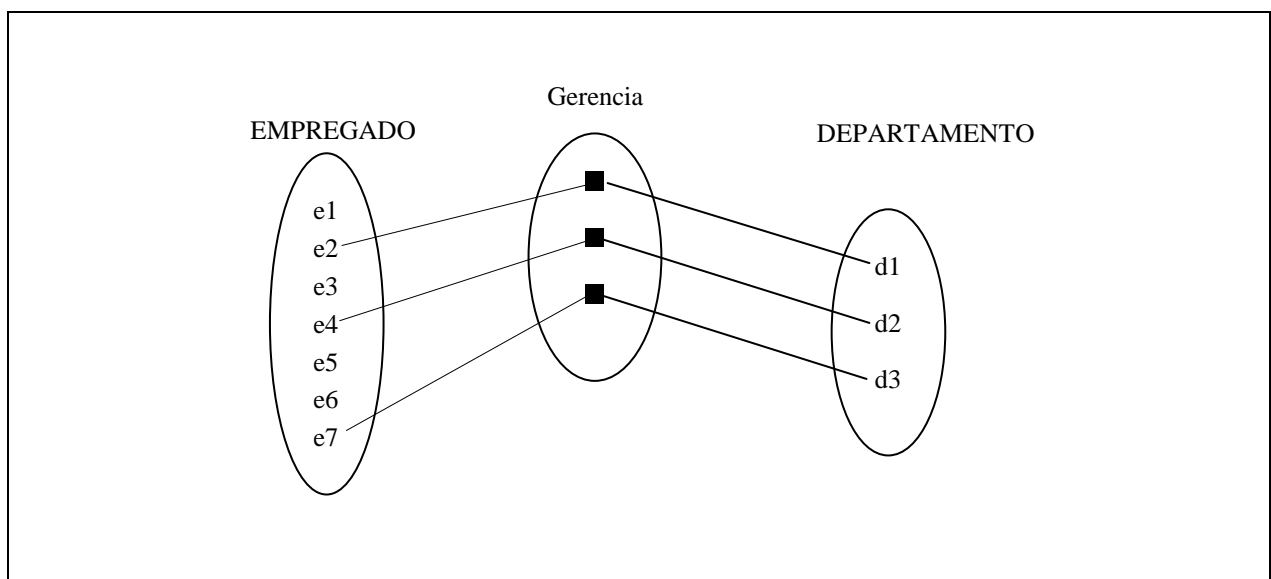 Gerencia
EMPREGADO
DEPARTAMENTO
e1
e2
e3
e4
e5
e6
e7
d1
d2
d3